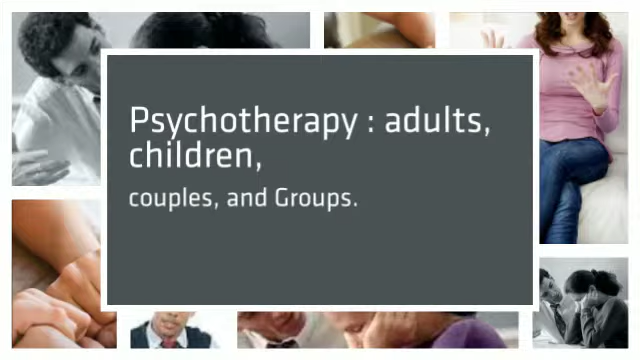 Psychotherapy : adults,
children,
couples, and Groups.